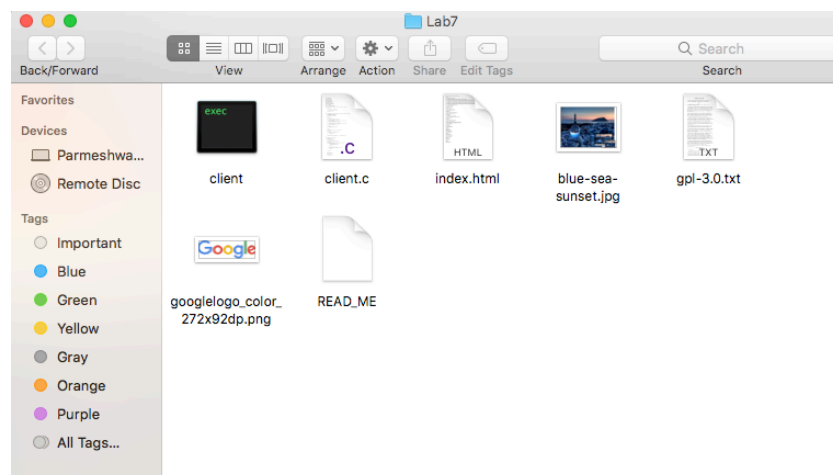 Lab7
Search
Back/Forward
View
Arrange
Action
Share
Edit Tags
Search
Favorites
Devices
Parmeshwa...
Remote Disc
Tags
Important
Blue
Green
Yellow
Gray
Orange
Purple
All Tags...
exec
client
.C
client.c
HTML
index.html
blue-sea-
sunset.jpg
TXT
gpl-3.0.txt
Google
googlelogo_color_
272x92dp.png
READ_ME